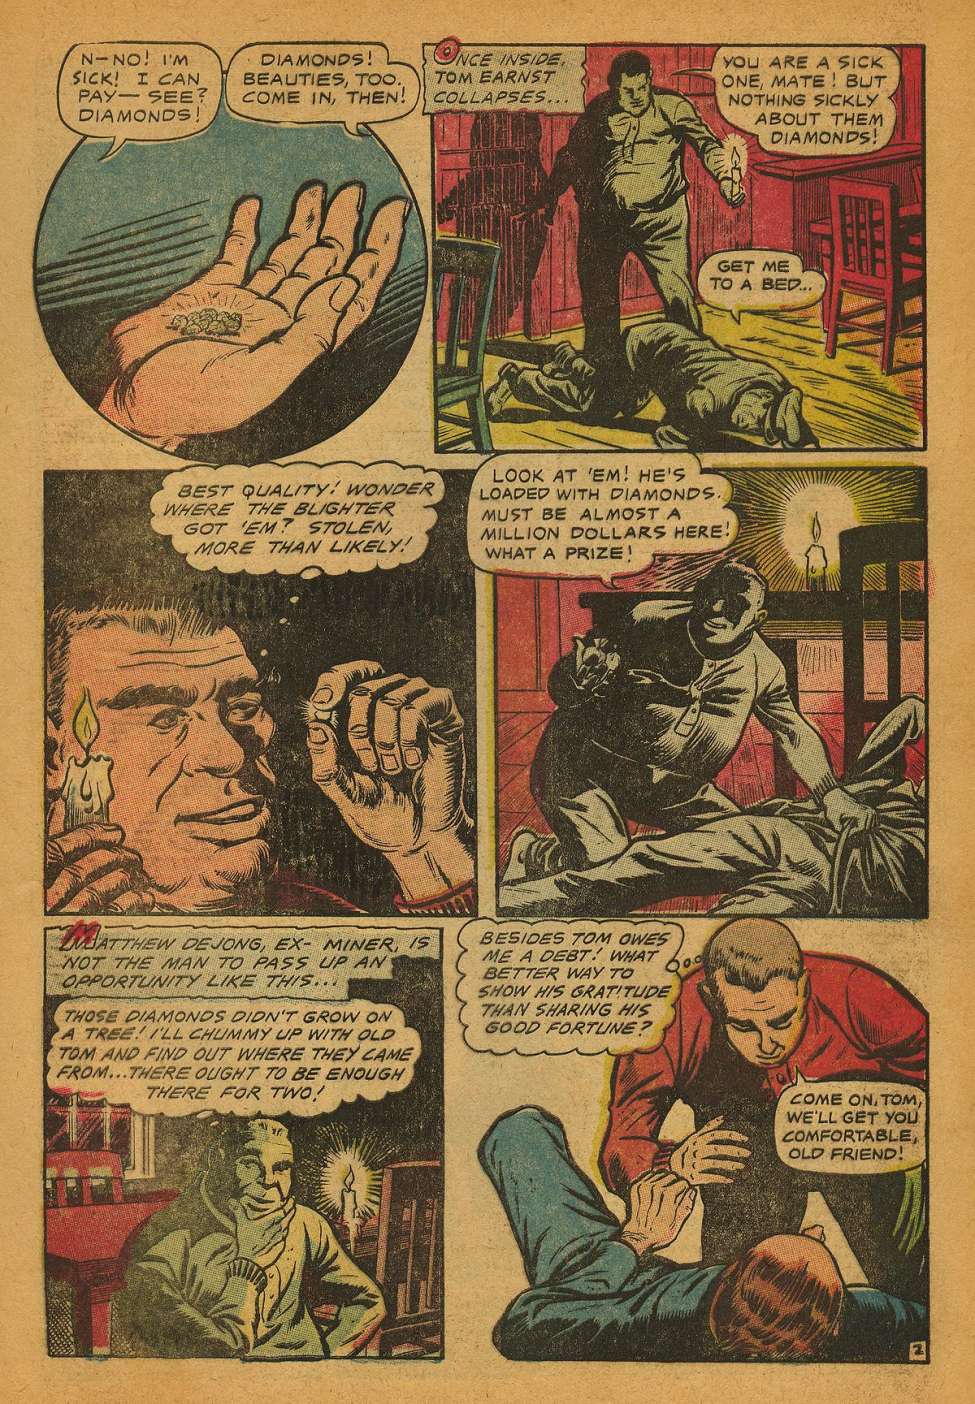 N-NO! I'M
SICK! I CAN
PAY— SEE?
DIAMONDS!
DIAMONDS!
BEAUTIES, TOO.
COME IN, THEN!
ONCE INSIDE,
TOM EARNST
COLLAPSES...
YOU ARE A SICK
ONE, MATE! BUT
NOTHING SICKLY
ABOUT THEM
DIAMONDS!
GET ME
TO A BED...
BEST QUALITY! WONDER
WHERE THE BLIGHTER
GOT 'EM? STOLEN,
MORE THAN LIKELY!
LOOK AT 'EM! HE'S
LOADED WITH DIAMONDS.
MUST BE ALMOST A
MILLION DOLLARS HERE!
WHAT A PRIZE!
MATTHEW DEJONG, EX- MINER, IS
NOT THE MAN TO PASS UP AN
OPPORTUNITY LIKE THIS...
THOSE DIAMONDS DIDN'T GROW ON
A TREE! I'LL CHUMMY UP WITH OLD
TOM AND FIND OUT WHERE THEY CAME
FROM...THERE OUGHT TO BE ENOUGH
THERE FOR TWO!
BESIDES TOM OWES
ME A DEBT! WHAT
BETTER WAY TO
SHOW HIS GRATITUDE
THAN SHARING HIS
GOOD FORTUNE?
COME ON, TOM,
WE'LL GET YOU
COMFORTABLE,
OLD FRIEND!
2